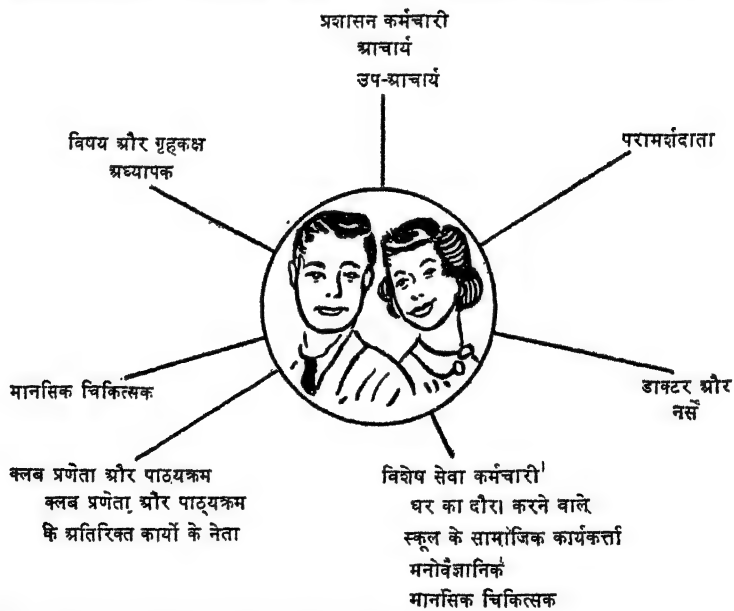 प्रशासन कर्मचारी
आचार्य
उप-आचार्य
विषय और गृहकक्ष
अध्यापक
परामर्शदाता
मानसिक चिकित्सक
डाक्टर और
नर्सें
क्लब प्रणेता और पाठ्यक्रम
क्लब प्रणेता और पाठ्यक्रम
कि अतिरिक्त कार्यो के नेता
विशेष सेवा कर्मचारी
घर का दौरा करने वाले
स्कूल के सामाजिक कार्यकर्त्ता
मनोवैज्ञानिक
मानसिक चिकित्सक